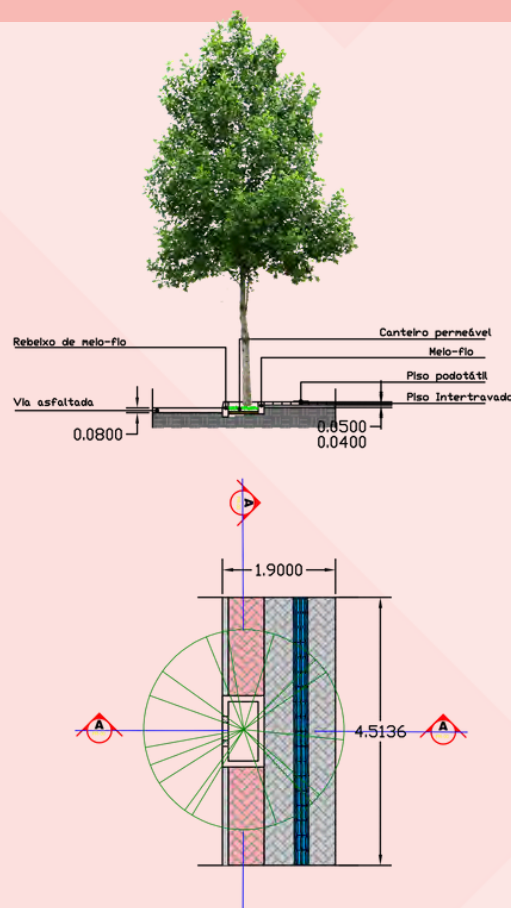 Canteiro permeável
Rebeixo de meio-fio
Meio-fio
Piso podotátil
Via asfaltada
Piso Intertravado
0.0800
0.0500
0.0400
A
1.9000
A
4.5136
A